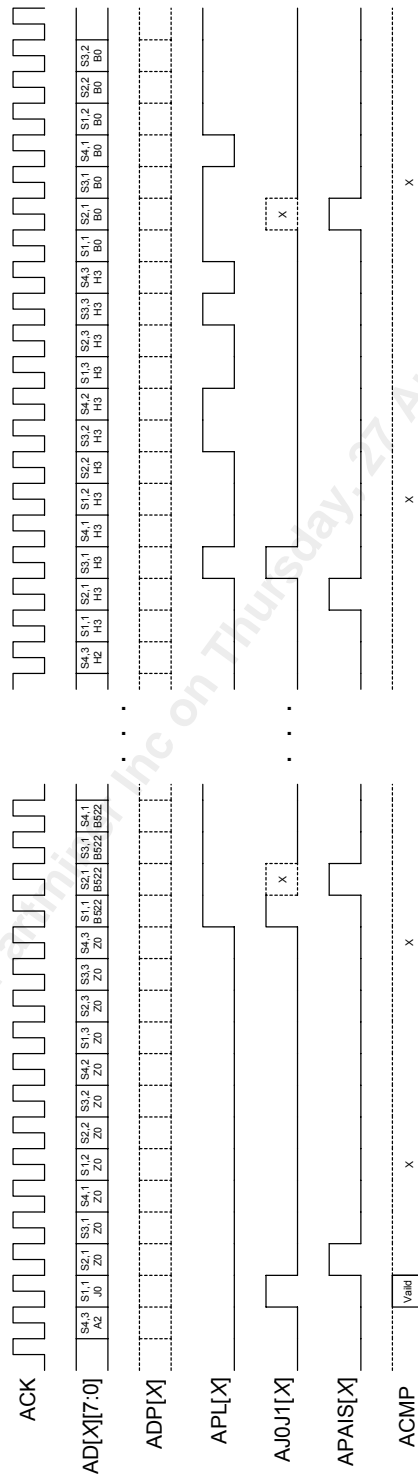 ACK
AD[X][7:0]
S4,3 S1,1 S2,1 S3,1 S4,1 S1,2 S2,2 S3,2 S4,2 S1,3 S2,3 S3,3 S4,3 S1,1 S2,1 S3,1 S4,1 S4,3 S1,1 S2,1 S3,1 S4,1 S1,2 S2,2 S3,2 S4,2 S1,3 S2,3 S3,3 S4,3 S1,1 S2,1 S3,1 S4,1 S1,2 S2,2 S3,2
A2 J0 Z0 Z0 Z0 Z0 Z0 Z0 Z0 Z0 Z0 Z0 Z0 B522 B522 B522 B522 H2 H3 H3 H3 H3 H3 H3 H3 H3 H3 H3 H3 H3 B0 B0 B0 B0 B0 B0 B0
ADP[X]
. . .
APL[X]
AJ0J1[X]
X . . . X
APAIS[X]
ACMP
Vaild X X X X
Inc on Thursday, 27